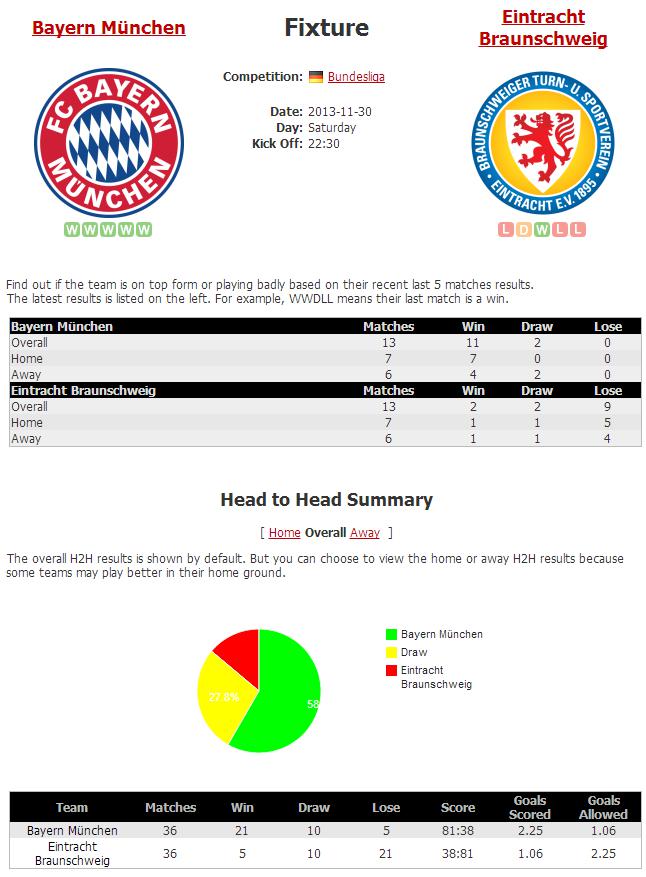 Bayern München
Fixture
Eintracht
Braunschweig
Competition: Bundesliga
Date: 2013-11-30
Day: Saturday
Kick Off: 22:30
FC BAYERN
MÜNCHEN
BRAUNSCHWEIGER TURN- U. SPORTVEREIN
• EINTRACHT E.V. 1895 •
W W W W W
L D W L L
Find out if the team is on top form or playing badly based on their recent last 5 matches results.
The latest results is listed on the left. For example, WWDLL means their last match is a win.
Bayern München Matches Win Draw Lose
Overall 13 11 2 0
Home 7 7 0 0
Away 6 4 2 0
Eintracht Braunschweig Matches Win Draw Lose
Overall 13 2 2 9
Home 7 1 1 5
Away 6 1 1 4
Head to Head Summary
[ Home Overall Away ]
The overall H2H results is shown by default. But you can choose to view the home or away H2H results because
some teams may play better in their home ground.
Bayern München
Draw
Eintracht
Braunschweig
27.8%
58
Team Matches Win Draw Lose Score Goals Scored Goals Allowed
Bayern München 36 21 10 5 81:38 2.25 1.06
Eintracht Braunschweig 36 5 10 21 38:81 1.06 2.25